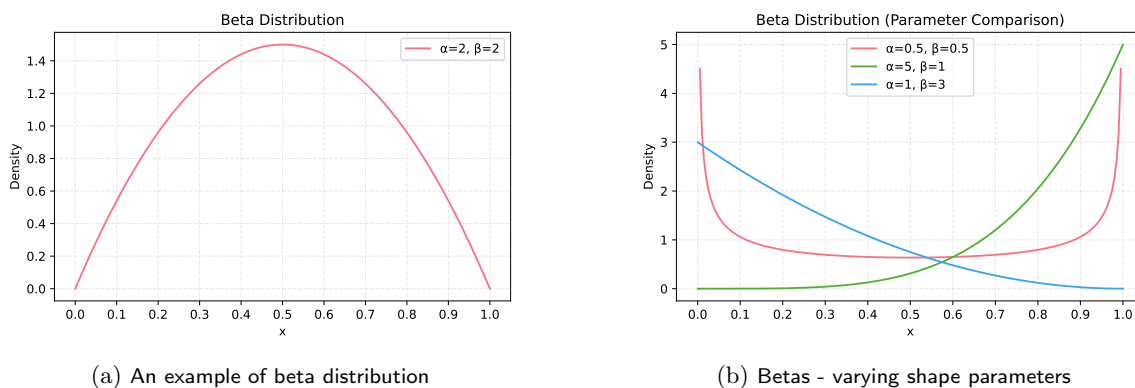 Beta Distribution
α=2, β=2
1.4
1.2
1.0
0.8
0.6
0.4
0.2
0.0
Density
0.0 0.1 0.2 0.3 0.4 0.5 0.6 0.7 0.8 0.9 1.0
x
(a) An example of beta distribution
Beta Distribution (Parameter Comparison)
α=0.5, β=0.5
α=5, β=1
α=1, β=3
5
4
3
2
1
0
Density
0.0 0.1 0.2 0.3 0.4 0.5 0.6 0.7 0.8 0.9 1.0
x
(b) Betas - varying shape parameters